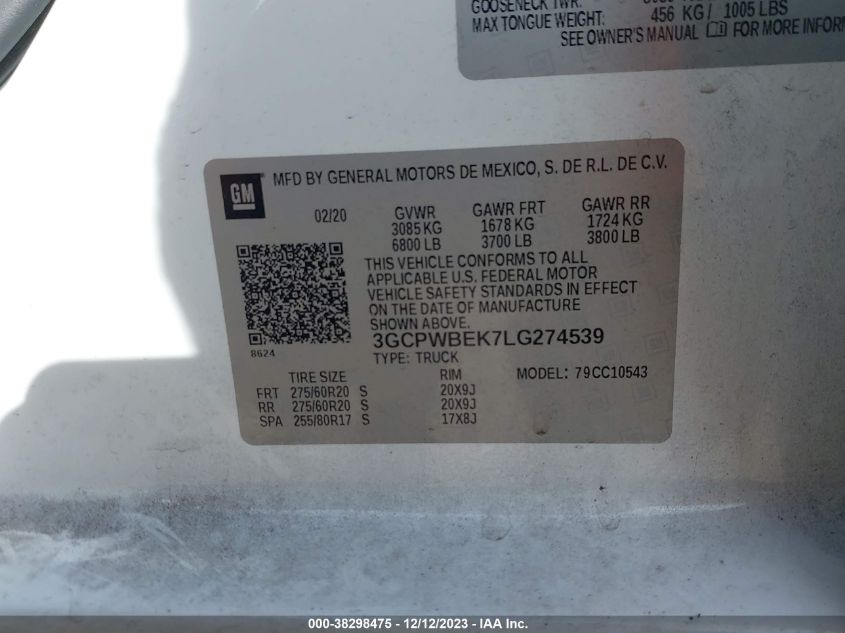 GOOSENECK TWR:
MAX TONGUE WEIGHT: 456 KG/ 1005 LBS
SEE OWNER'S MANUAL FOR MORE INFOR
GM MFD BY GENERAL MOTORS DE MEXICO, S. DE R.L. DE C.V.
02/20 GVWR GAWR FRT GAWR RR
3085 KG 1678 KG 1724 KG
6800 LB 3700 LB 3800 LB
THIS VEHICLE CONFORMS TO ALL
APPLICABLE U.S. FEDERAL MOTOR
VEHICLE SAFETY STANDARDS IN EFFECT
ON THE DATE OF MANUFACTURE
SHOWN ABOVE.
3GCPWBEK7LG274539
8624
TYPE: TRUCK
TIRE SIZE RIM MODEL: 79CC10543
FRT 275/60R20 S 20X9J
RR 275/60R20 S 20X9J
SPA 255/80R17 S 17X8J
000-38298475 - 12/12/2023 - IAA Inc.